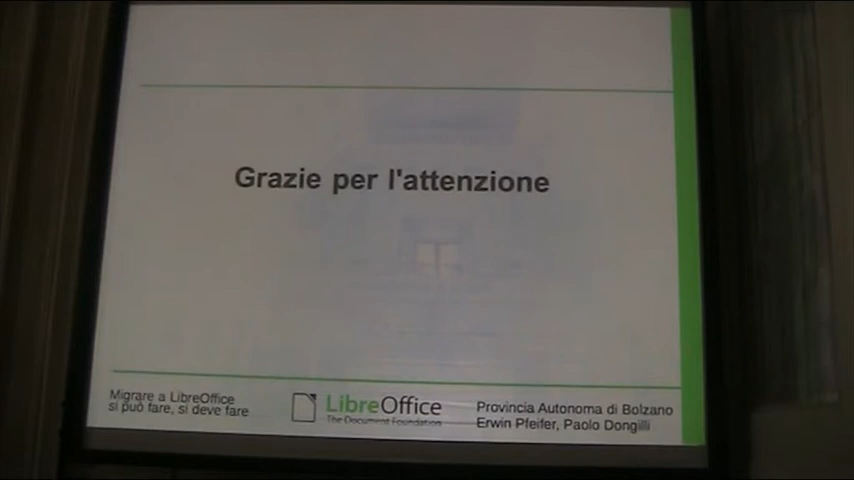 Grazie per l'attenzione
Migrare a LibreOffice
si può fare, si deve fare
LibreOffice
The Document Foundation
Provincia Autonoma di Bolzano
Erwin Pfeifer, Paolo Dongilli